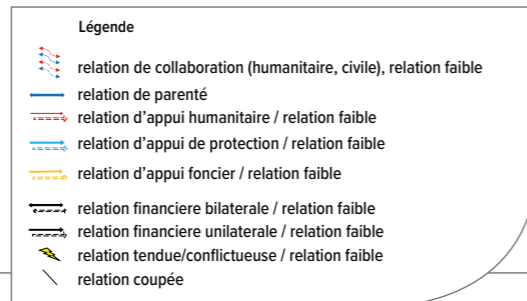 Légende
relation de collaboration (humanitaire, civile), relation faible
relation de parenté
relation d'appui humanitaire / relation faible
relation d'appui de protection / relation faible
relation d'appui foncier / relation faible
relation financiere bilaterale / relation faible
relation financiere unilaterale / relation faible
relation tendue/conflictueuse / relation faible
relation coupée